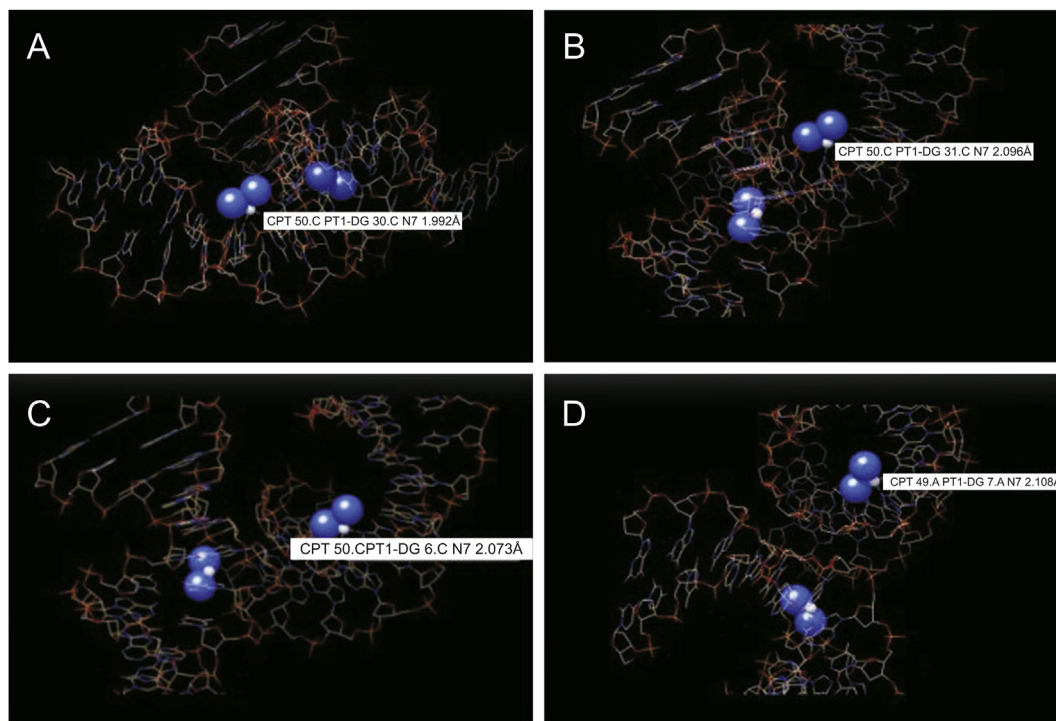 A
CPT 50.C PT1-DG 30.C N7 1.992Å
B
CPT 50.C PT1-DG 31.C N7 2.096Å
C
CPT 50.CPT1-DG 6.C N7 2.073Å
D
CPT 49.A PT1-DG 7.A N7 2.108Å